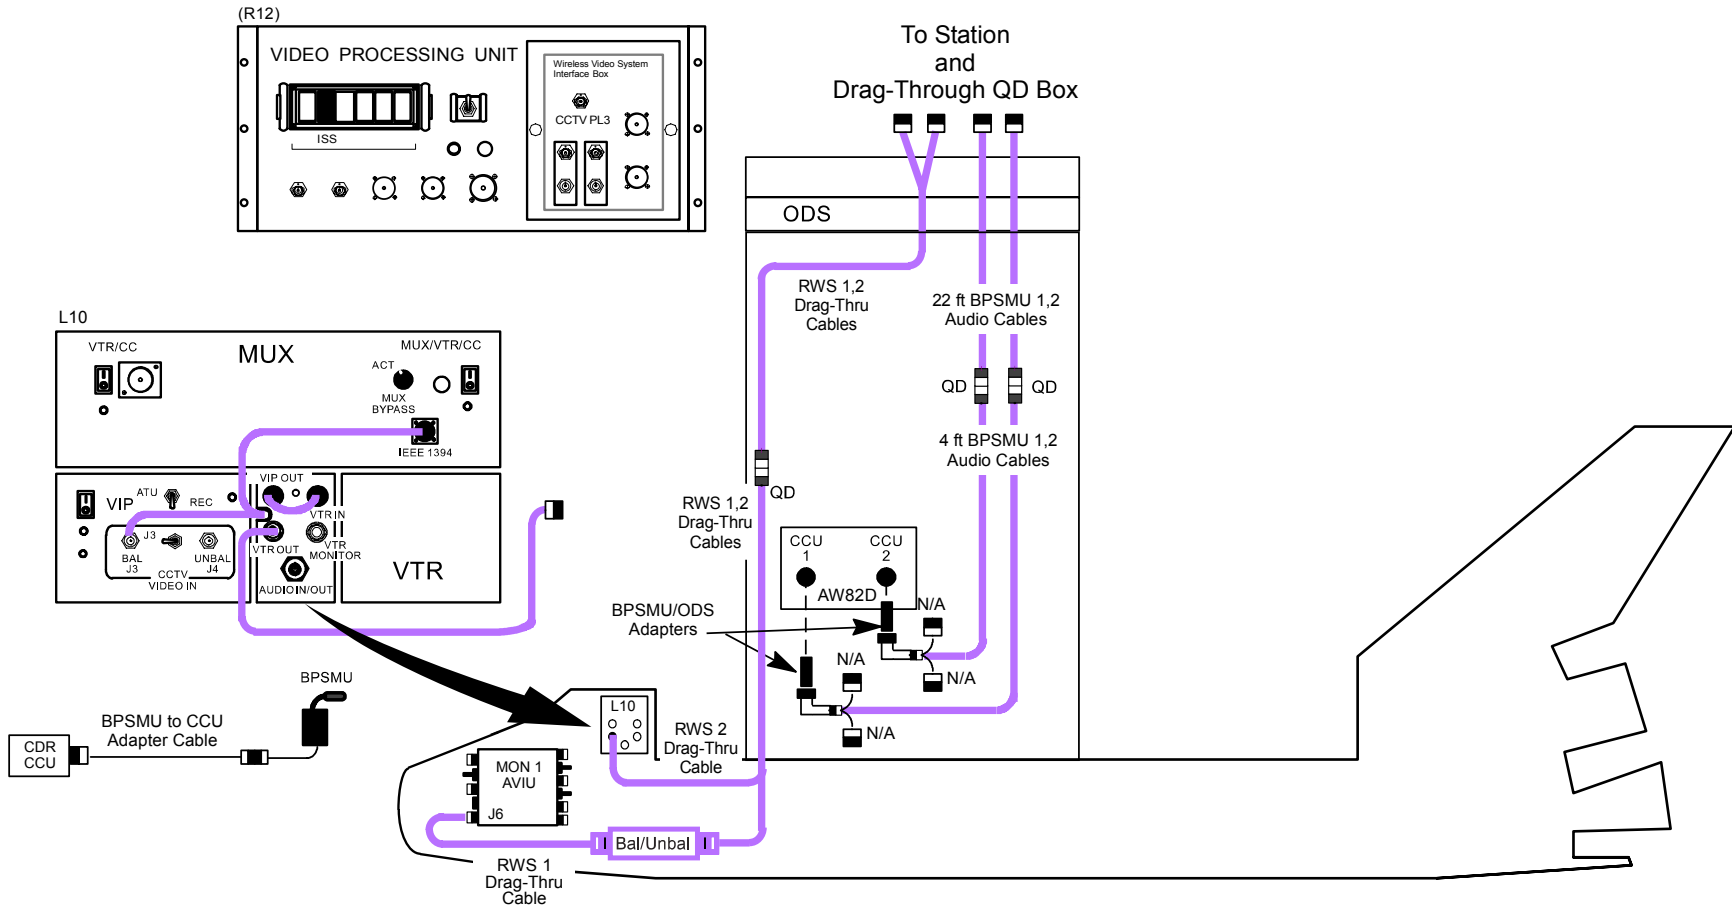 (R12)
VIDEO PROCESSING UNIT
ISS
Wireless Video System
Interface Box
CCTV PL3
To Station
and
Drag-Through QD Box
ODS
RWS 1,2
Drag-Thru
Cables
22 ft BPSMU 1,2
Audio Cables
QD
QD
4 ft BPSMU 1,2
Audio Cables
L10
VTR/CC
MUX
MUX/VTR/CC
ACT
MUX
BYPASS
IEEE 1394
VIP
ATU
REC
J3
BAL
J3
UNBAL
J4
CCTV
VIDEO IN
VIP OUT
VTR IN
VTR OUT
VTR
MONITOR
AUDIO IN/OUT
VTR
QD
RWS 1,2
Drag-Thru
Cables
CCU
1
CCU
2
AW82D
BPSMU/ODS
Adapters
N/A
N/A
N/A
N/A
BPSMU
BPSMU to CCU
Adapter Cable
CDR
CCU
L10
RWS 2
Drag-Thru
Cable
MON 1
AVIU
J6
Bal/Unbal
RWS 1
Drag-Thru
Cable